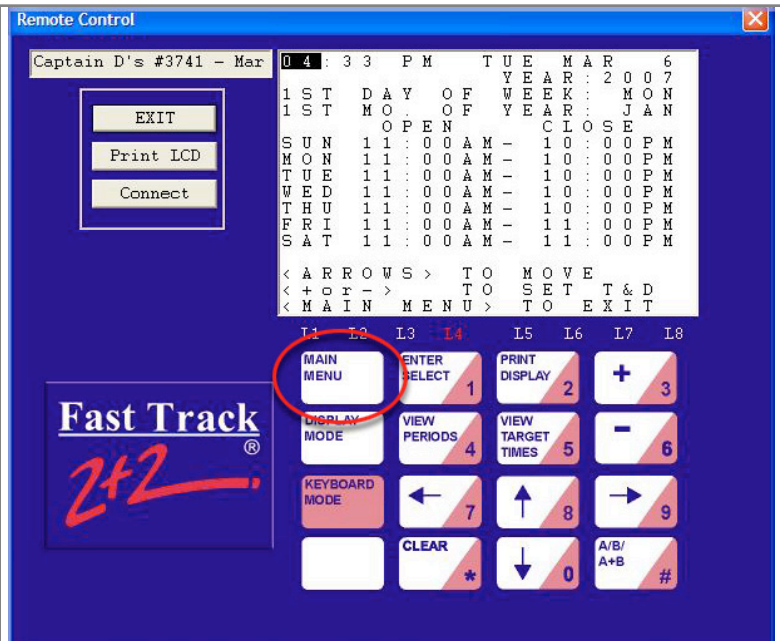 Remote Control
Captain D's #3741 - Mar
EXIT
Print LCD
Connect
04:33 PM TUE MAR 6
YEAR:2007
1ST DAY OF WEEK: MON
1ST MO. OF YEAR: JAN
OPEN CLOSE
SUN 11:00AM- 10:00PM
MON 11:00AM- 10:00PM
TUE 11:00AM- 10:00PM
WED 11:00AM- 10:00PM
THU 11:00AM- 10:00PM
FRI 11:00AM- 11:00PM
SAT 11:00AM- 11:00PM
<ARROWS> TO MOVE
<+or-> TO SET T&D
<MAIN MENU> TO EXIT
L1 L2 L3 L4 L5 L6 L7 L8
MAIN MENU
ENTER SELECT 1
PRINT DISPLAY 2
+ 3
DISPLAY MODE
VIEW PERIODS 4
VIEW TARGET TIMES 5
- 6
KEYBOARD MODE
← 7
↑ 8
→ 9
CLEAR *
↓ 0
A/B/ A+B #
Fast Track
®
2+2